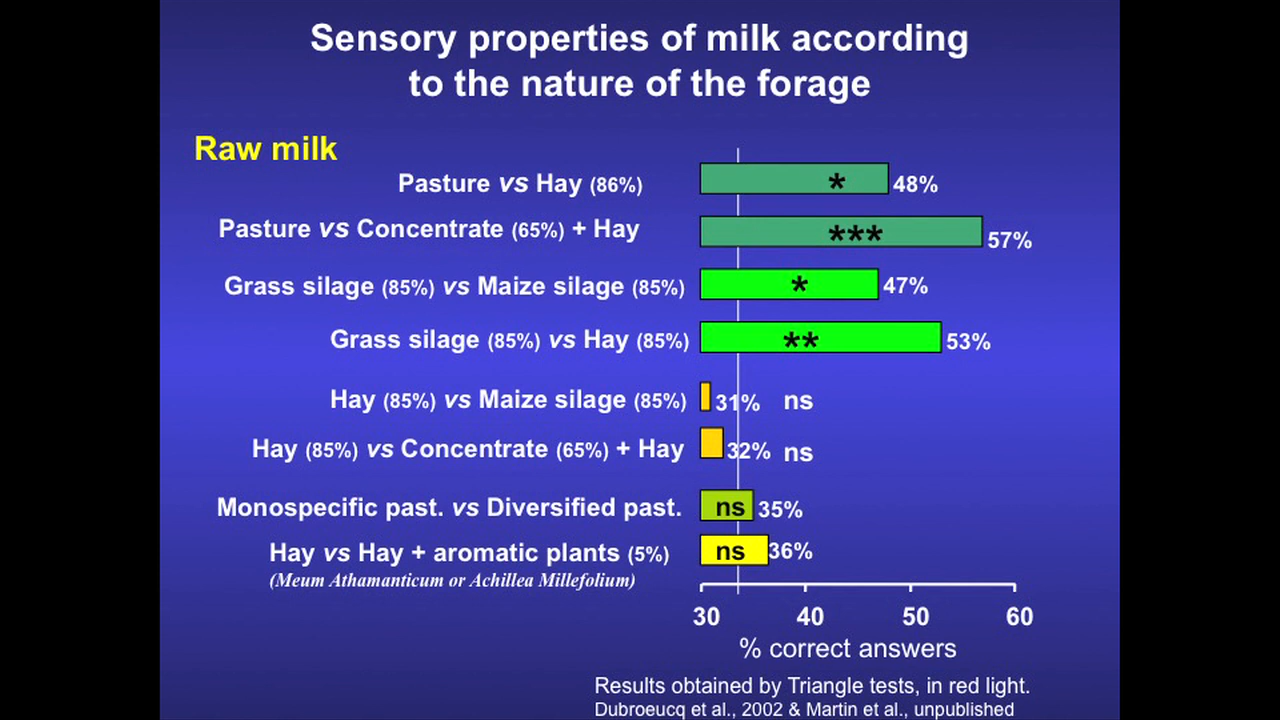 Sensory properties of milk according
to the nature of the forage
Raw milk
Pasture vs Hay (86%) * 48%
Pasture vs Concentrate (65%) + Hay *** 57%
Grass silage (85%) vs Maize silage (85%) * 47%
Grass silage (85%) vs Hay (85%) ** 53%
Hay (85%) vs Maize silage (85%) 31% ns
Hay (85%) vs Concentrate (65%) + Hay 32% ns
Monospecific past. vs Diversified past. ns 35%
Hay vs Hay + aromatic plants (5%) ns 36%
(Meum Athamanticum or Achillea Millefolium)
30 40 50 60
% correct answers
Results obtained by Triangle tests, in red light.
Dubroeucq et al., 2002 & Martin et al., unpublished